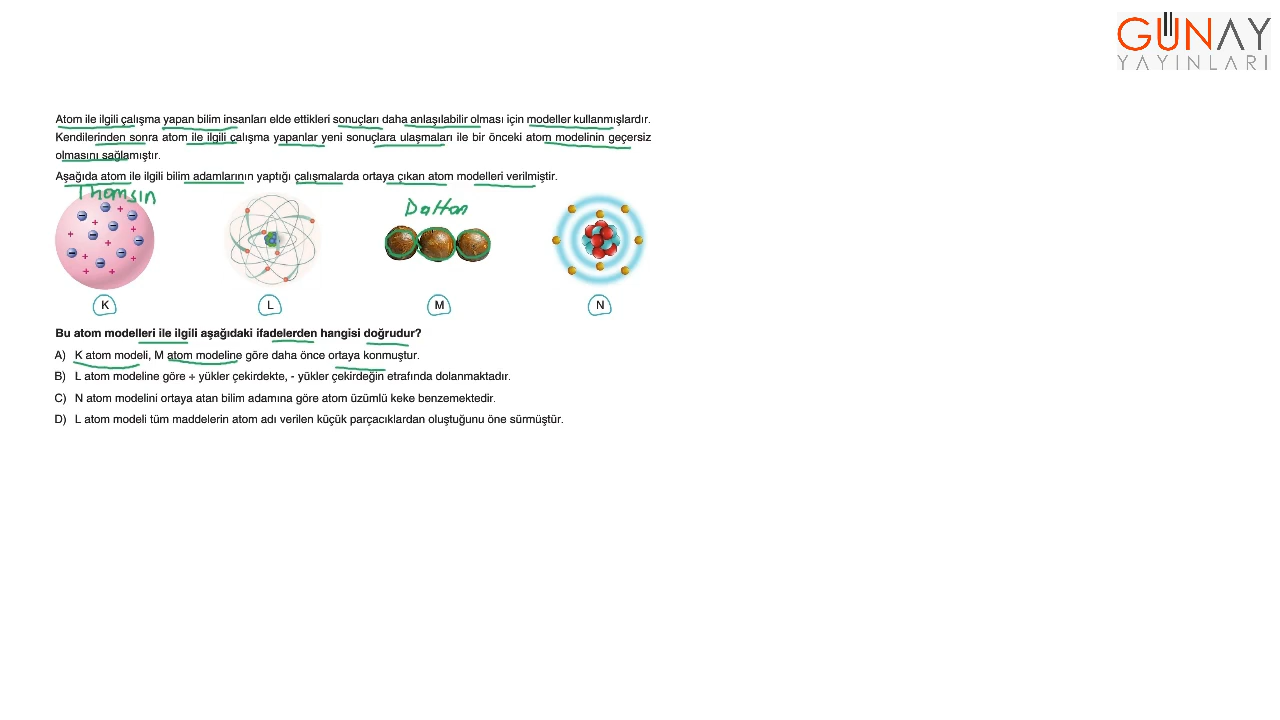 GÜNAY
YAYINLARI
Atom ile ilgili çalışma yapan bilim insanları elde ettikleri sonuçları daha anlaşılabilir olması için modeller kullanmışlardır.
Kendilerinden sonra atom ile ilgili çalışma yapanlar yeni sonuçlara ulaşmaları ile bir önceki atom modelinin geçersiz
olmasını sağlamıştır.
Aşağıda atom ile ilgili bilim adamlarının yaptığı çalışmalarda ortaya çıkan atom modelleri verilmiştir.
Thomsın
Dalton
K L M N
Bu atom modelleri ile ilgili aşağıdaki ifadelerden hangisi doğrudur?
A) K atom modeli, M atom modeline göre daha önce ortaya konmuştur.
B) L atom modeline göre + yükler çekirdekte, - yükler çekirdeğin etrafında dolanmaktadır.
C) N atom modelini ortaya atan bilim adamına göre atom üzümlü keke benzemektedir.
D) L atom modeli tüm maddelerin atom adı verilen küçük parçacıklardan oluştuğunu öne sürmüştür.